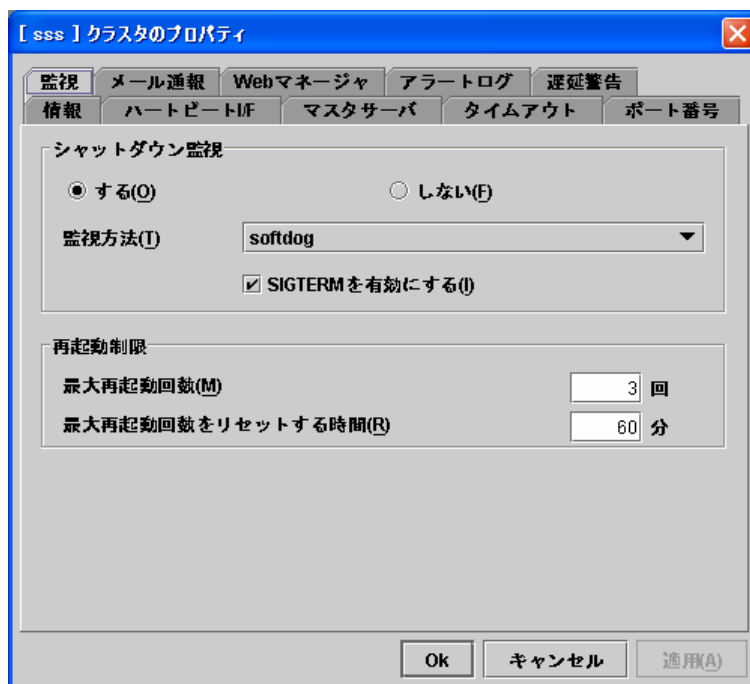 [ sss ] クラスタのプロパティ
監視 メール通報 Webマネージャ アラートログ 遅延警告
情報 ハートビートI/F マスタサーバ タイムアウト ポート番号
シャットダウン監視
する(O) しない(F)
監視方法(T) softdog
SIGTERMを有効にする(I)
再起動制限
最大再起動回数(M) 3 回
最大再起動回数をリセットする時間(R) 60 分
Ok キャンセル 適用(A)